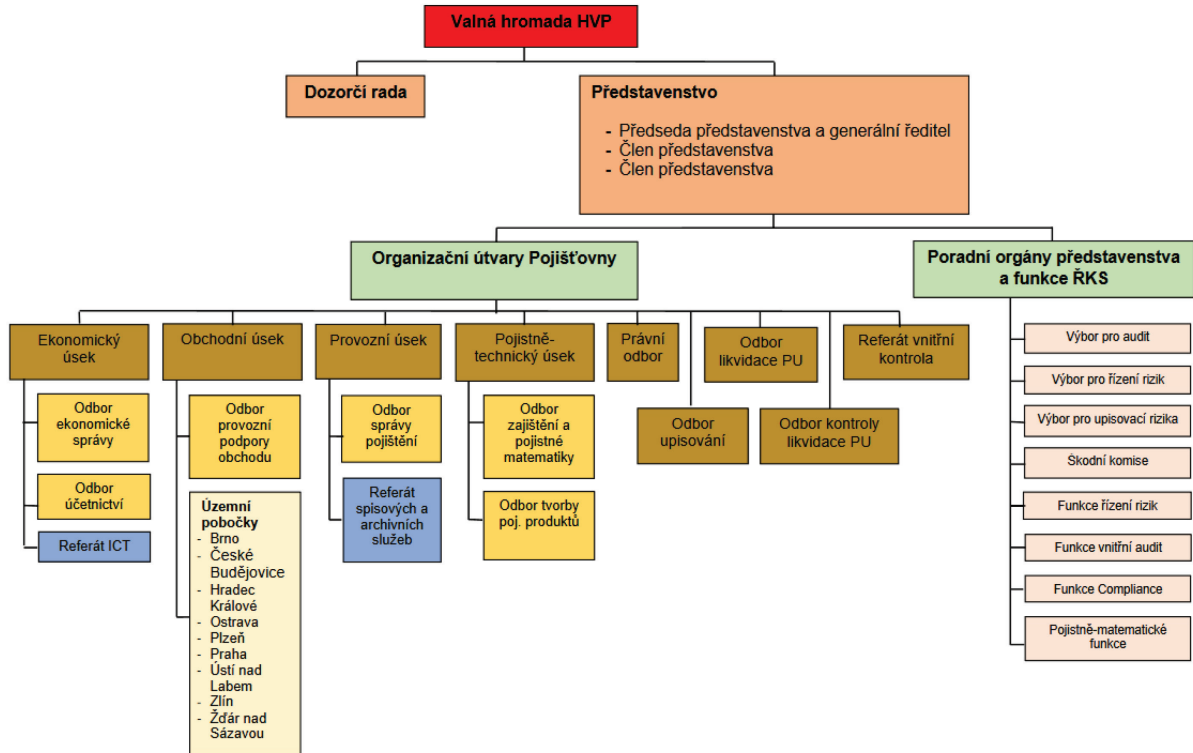 Valná hromada HVP
Dozorčí rada
Představenstvo
- Předseda představenstva a generální ředitel
- Člen představenstva
- Člen představenstva
Organizační útvary Pojišťovny
Poradní orgány představenstva
a funkce ŘKS
Ekonomický
úsek
Odbor
ekonomické
správy
Odbor
účetnictví
Referát ICT
Obchodní úsek
Odbor
provozní
podpory
obchodu
Územní
pobočky
- Brno
- České
Budějovice
- Hradec
Králové
- Ostrava
- Plzeň
- Praha
- Ústí nad
Labem
- Zlín
- Žďár nad
Sázavou
Provozní úsek
Odbor
správy
pojištění
Referát
spisových a
archivních
služeb
Pojistně-
technický úsek
Odbor
zajištění a
pojistné
matematiky
Odbor tvorby
poj. produktů
Právní
odbor
Odbor
upisování
Odbor
likvidace PU
Odbor kontroly
likvidace PU
Referát vnitřní
kontrola
Výbor pro audit
Výbor pro řízení rizik
Výbor pro upisovací rizika
Škodní komise
Funkce řízení rizik
Funkce vnitřní audit
Funkce Compliance
Pojistně-matematické
funkce